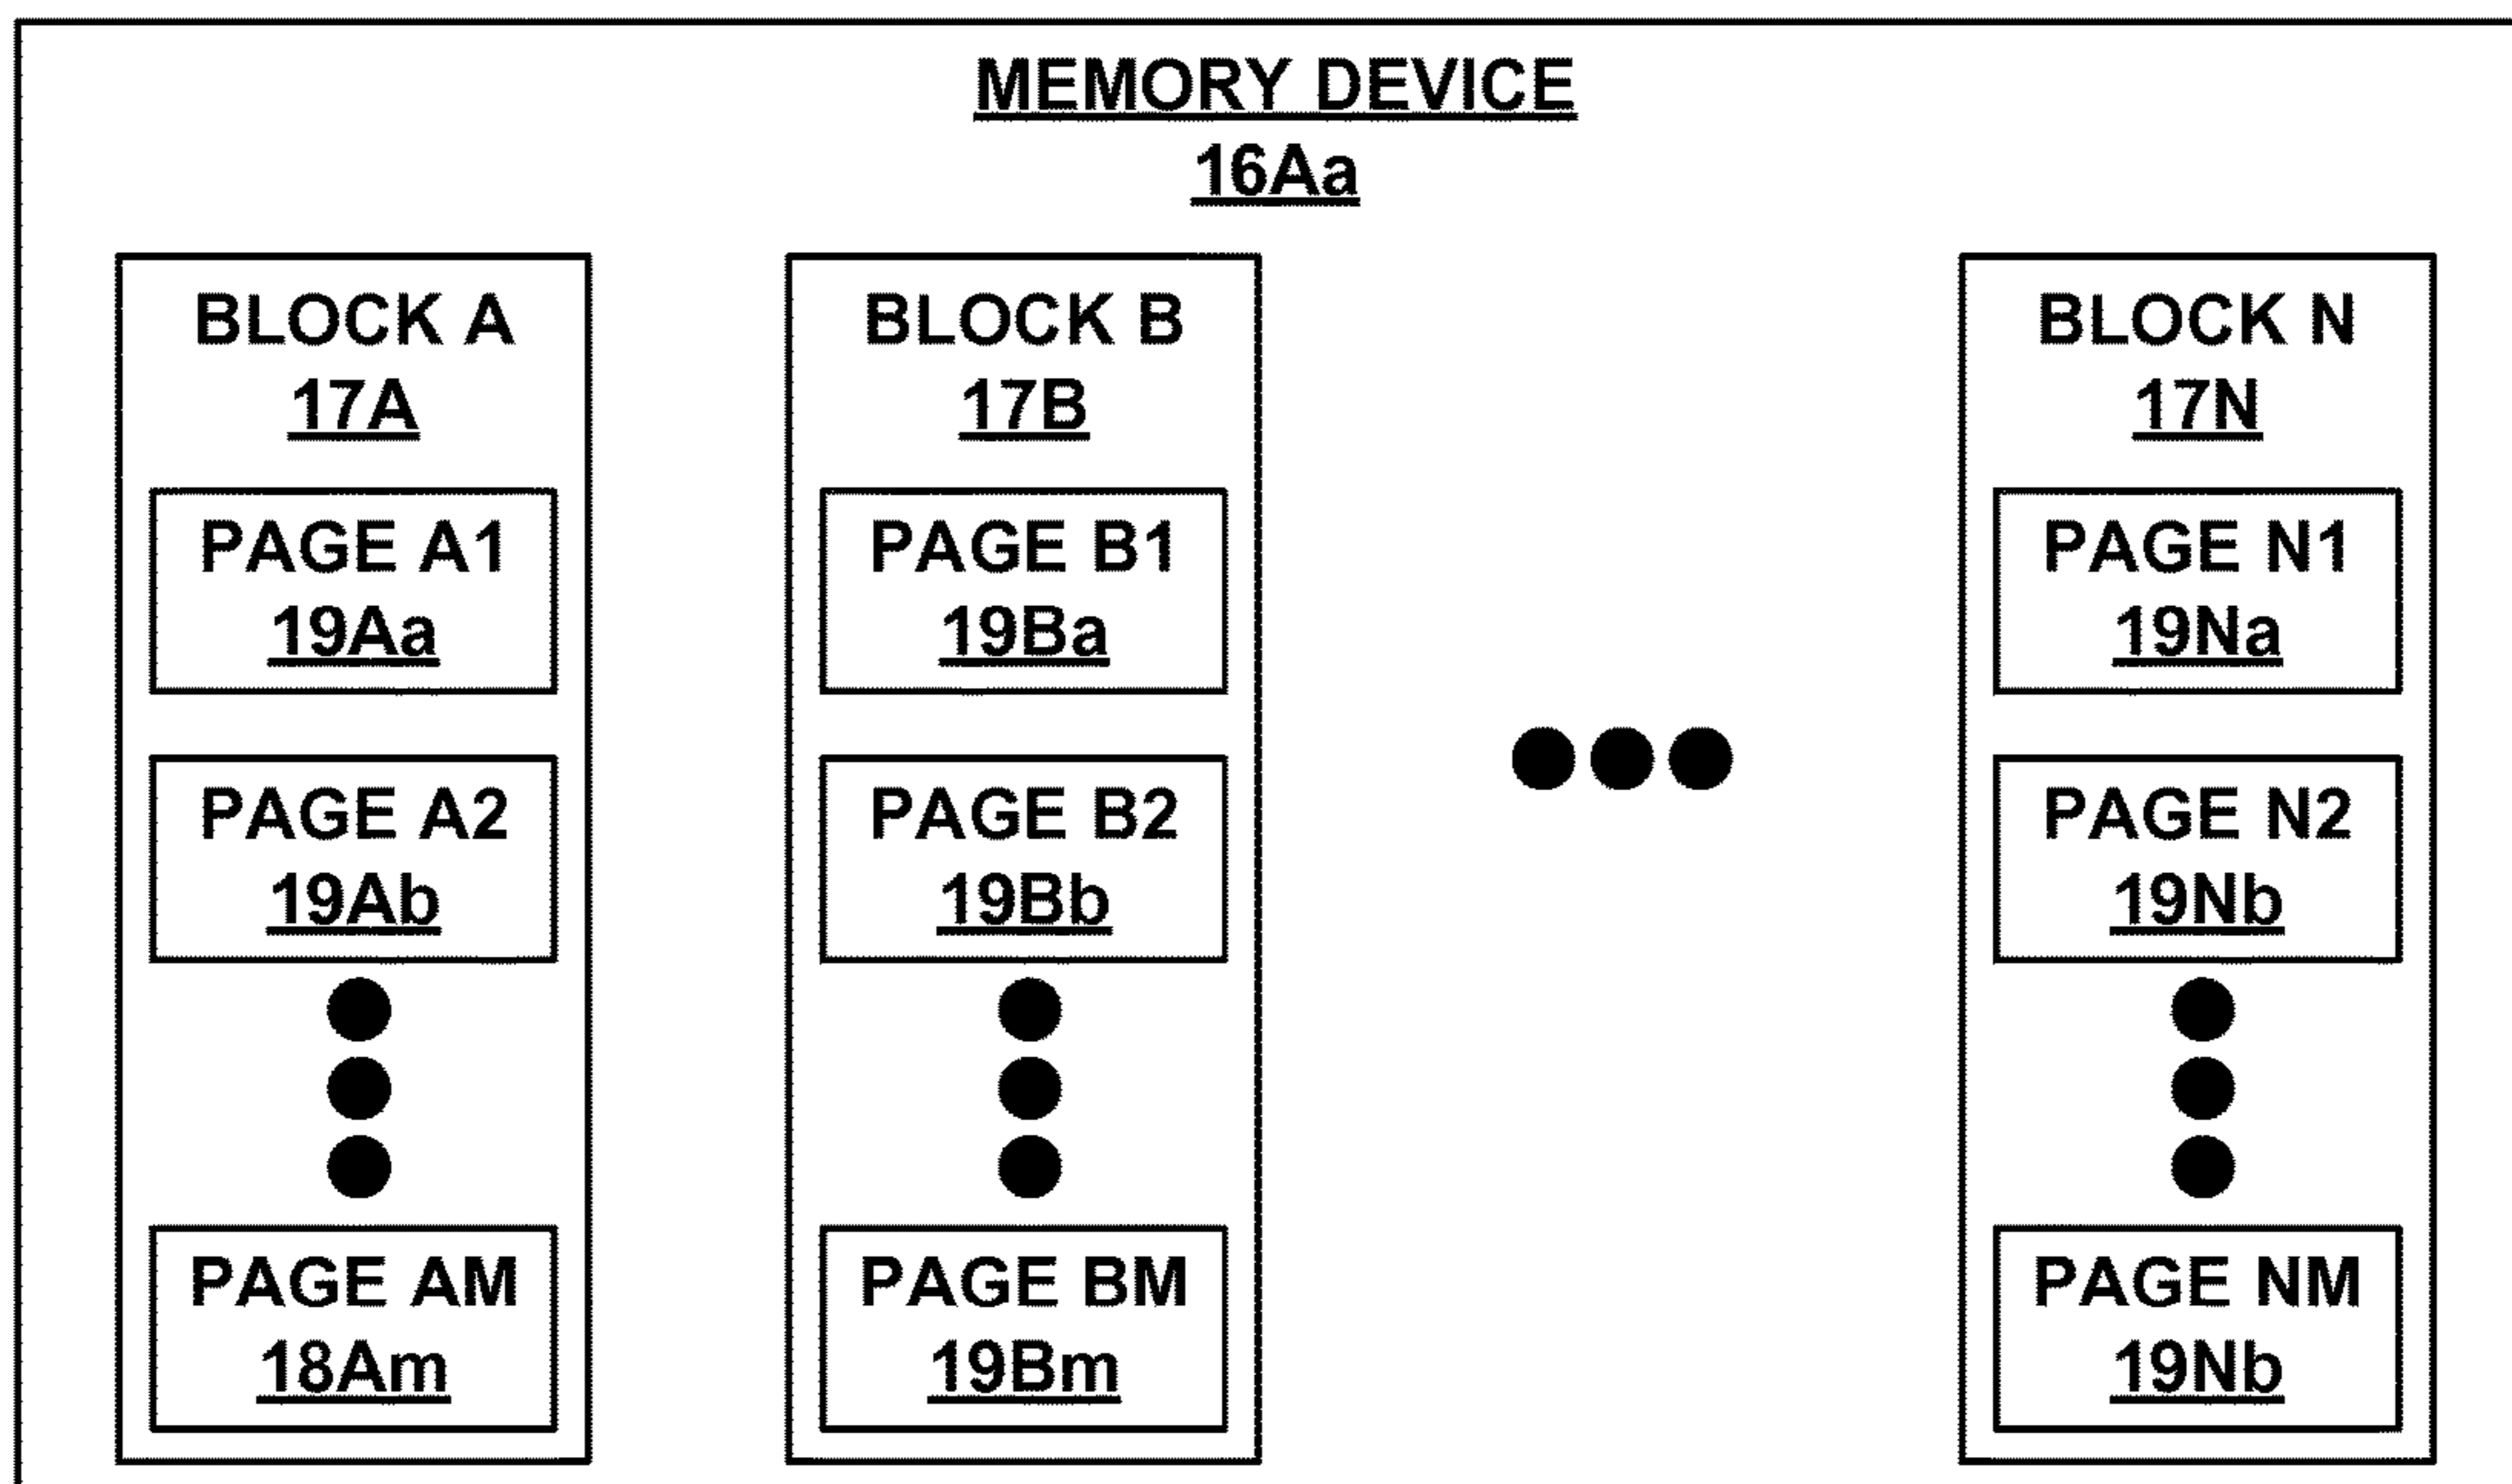 MEMORY DEVICE
16Aa
BLOCK A
17A
PAGE A1
19Aa
PAGE A2
19Ab
PAGE AM
18Am
BLOCK B
17B
PAGE B1
19Ba
PAGE B2
19Bb
PAGE BM
19Bm
BLOCK N
17N
PAGE N1
19Na
PAGE N2
19Nb
PAGE NM
19Nb